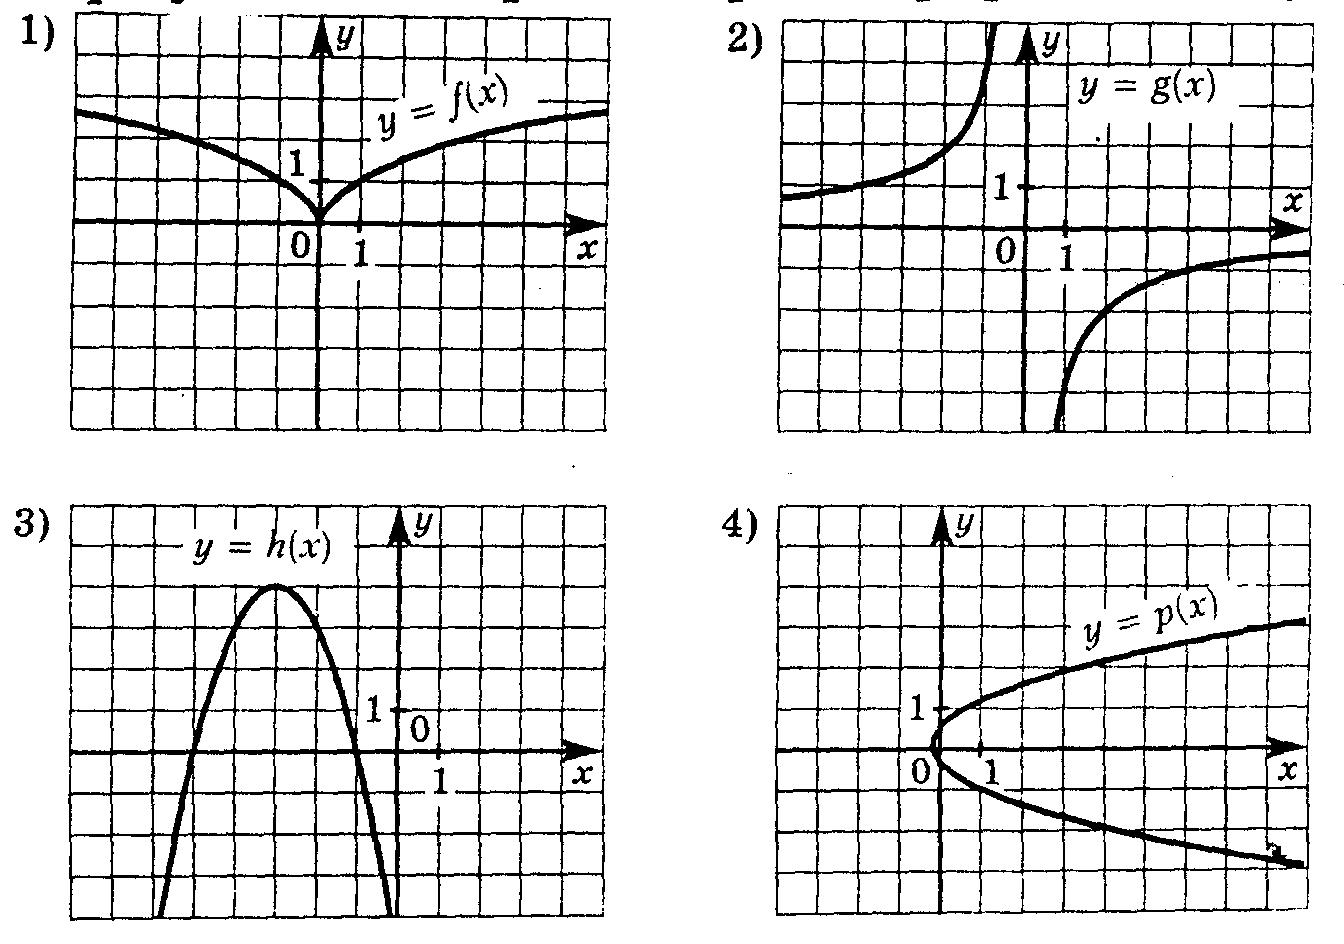 1)
y
y = f(x)
1
0
1
x
2)
y
y = g(x)
1
x
0
1
3)
y
y = h(x)
1
0
1
x
4)
y
y = p(x)
1
0
1
x